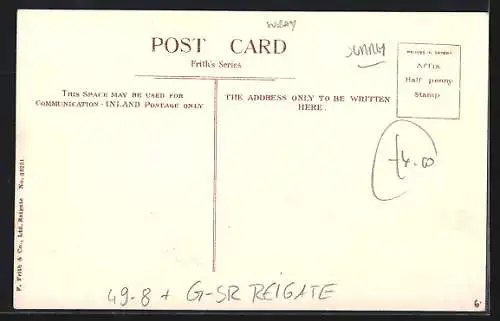 WRAY
POST CARD
Frith's Series
SURREY
AFFIX
Half penny
Stamp
THIS SPACE MAY BE USED FOR
COMMUNICATION - INLAND POSTAGE ONLY
THE ADDRESS ONLY TO BE WRITTEN
HERE.
£4.00
F. Frith & Co., Ltd. Reigate
49-8 + G-SR REIGATE
6.